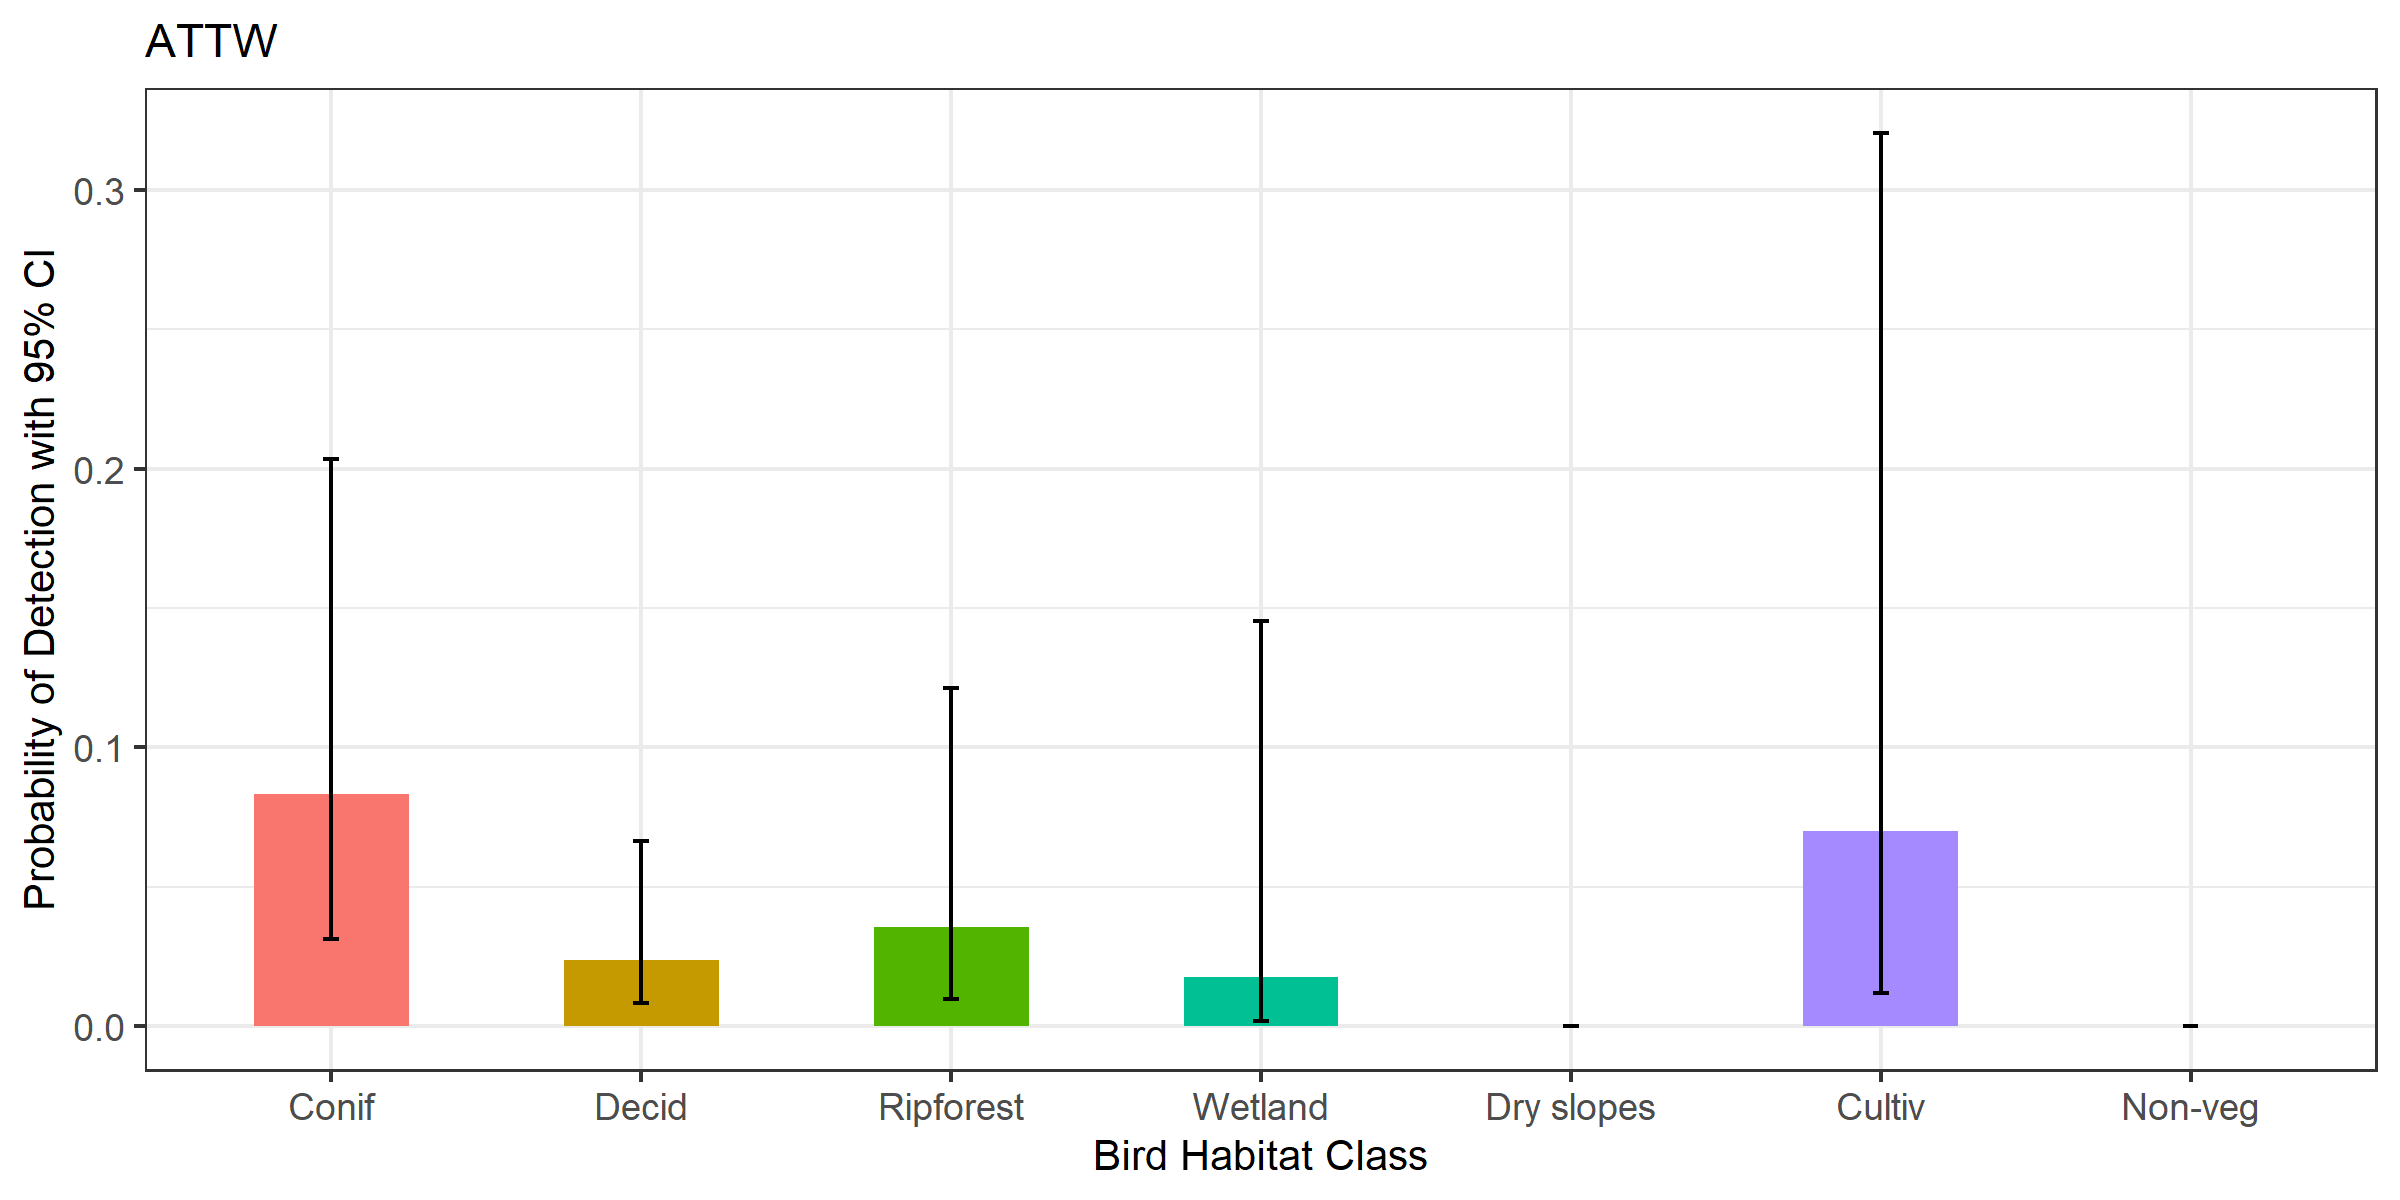 ATTW
Probability of Detection with 95% CI
0.3
0.2
0.1
0.0
Conif Decid Ripforest Wetland Dry slopes Cultiv Non-veg
Bird Habitat Class